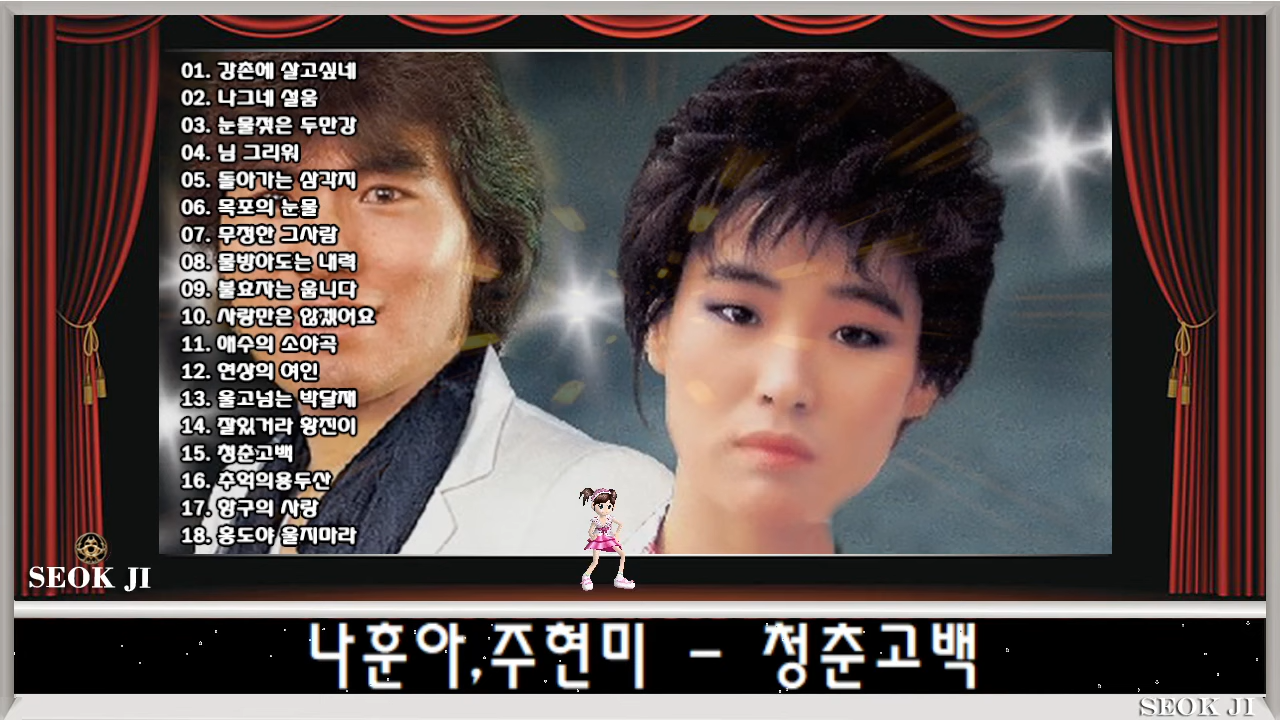 01. 강촌에 살고싶네
02. 나그네 설움
03. 눈물젖은 두만강
04. 님 그리워
05. 돌아가는 삼각지
06. 목포의 눈물
07. 무정한 그사람
08. 물방아도는 내력
09. 불효자는 웁니다
10. 사랑만은 않겠어요
11. 애수의 소야곡
12. 연상의 여인
13. 울고넘는 박달재
14. 잘있거라 황진이
15. 청춘고백
16. 추억의용두산
17. 항구의 사랑
18. 홍도야 울지마라
SEOK JI
나훈아,주현미 - 청춘고백
SEOK JI